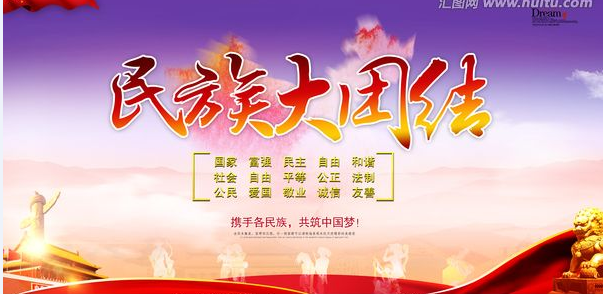 汇图网 www.huitu.com
Dream
民族大团结
国家 富强 民主 自由 和谐
社会 自由 平等 公正 法制
公民 爱国 敬业 诚信 友善
携手各民族，共筑中国梦！